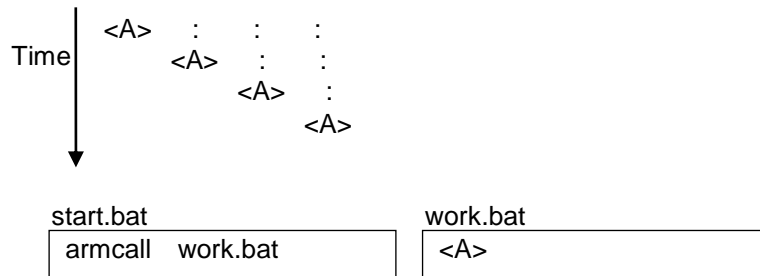 <A> : : :
Time <A> : :
<A> :
<A>
start.bat work.bat
armcall work.bat <A>